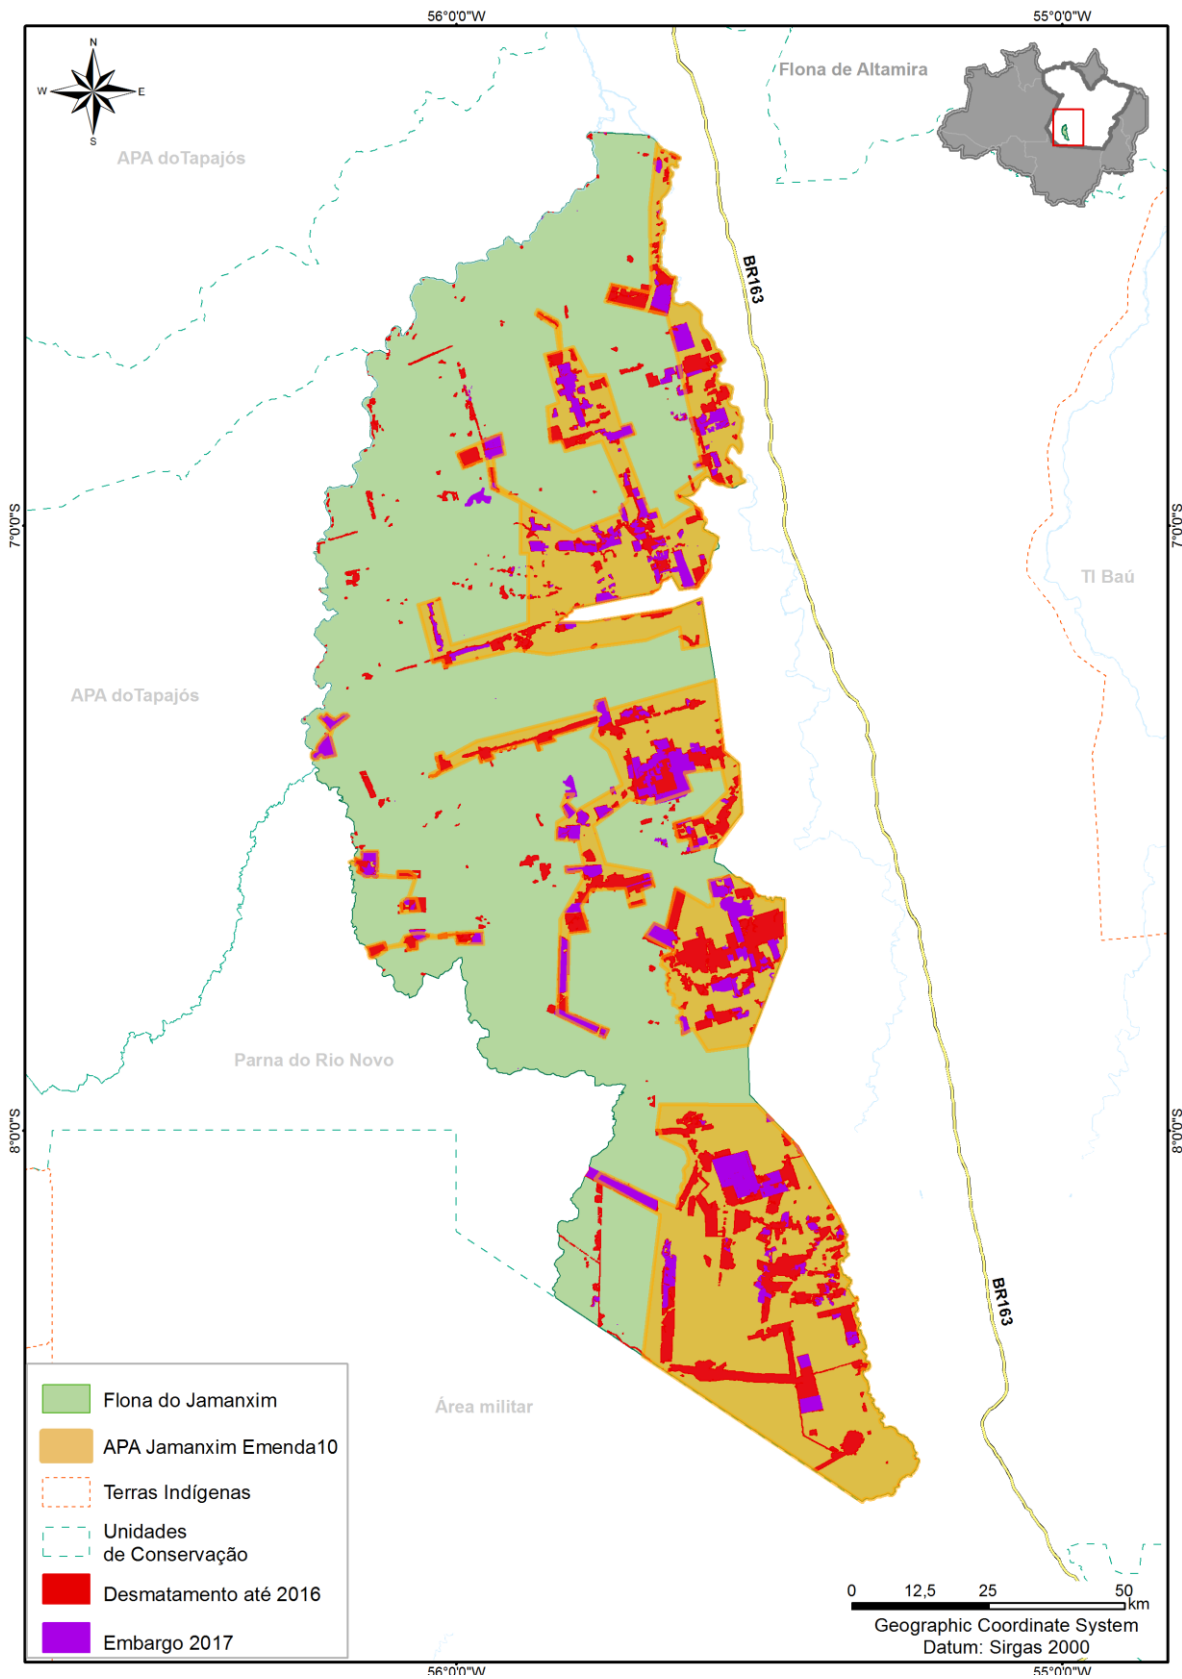 56°0'0"W
55°0'0"W
N
W
E
S
Flona de Altamira
APA doTapajós
BR163
7°0'0"S
7°0'0"S
TI Baú
APA doTapajós
Parna do Rio Novo
8°0'0"S
8°0'0"S
BR163
Área militar
Flona do Jamanxim
APA Jamanxim Emenda10
Terras Indígenas
Unidades
de Conservação
Desmatamento até 2016
Embargo 2017
0 12,5 25 50
km
Geographic Coordinate System
Datum: Sirgas 2000
56°0'0"W
55°0'0"W